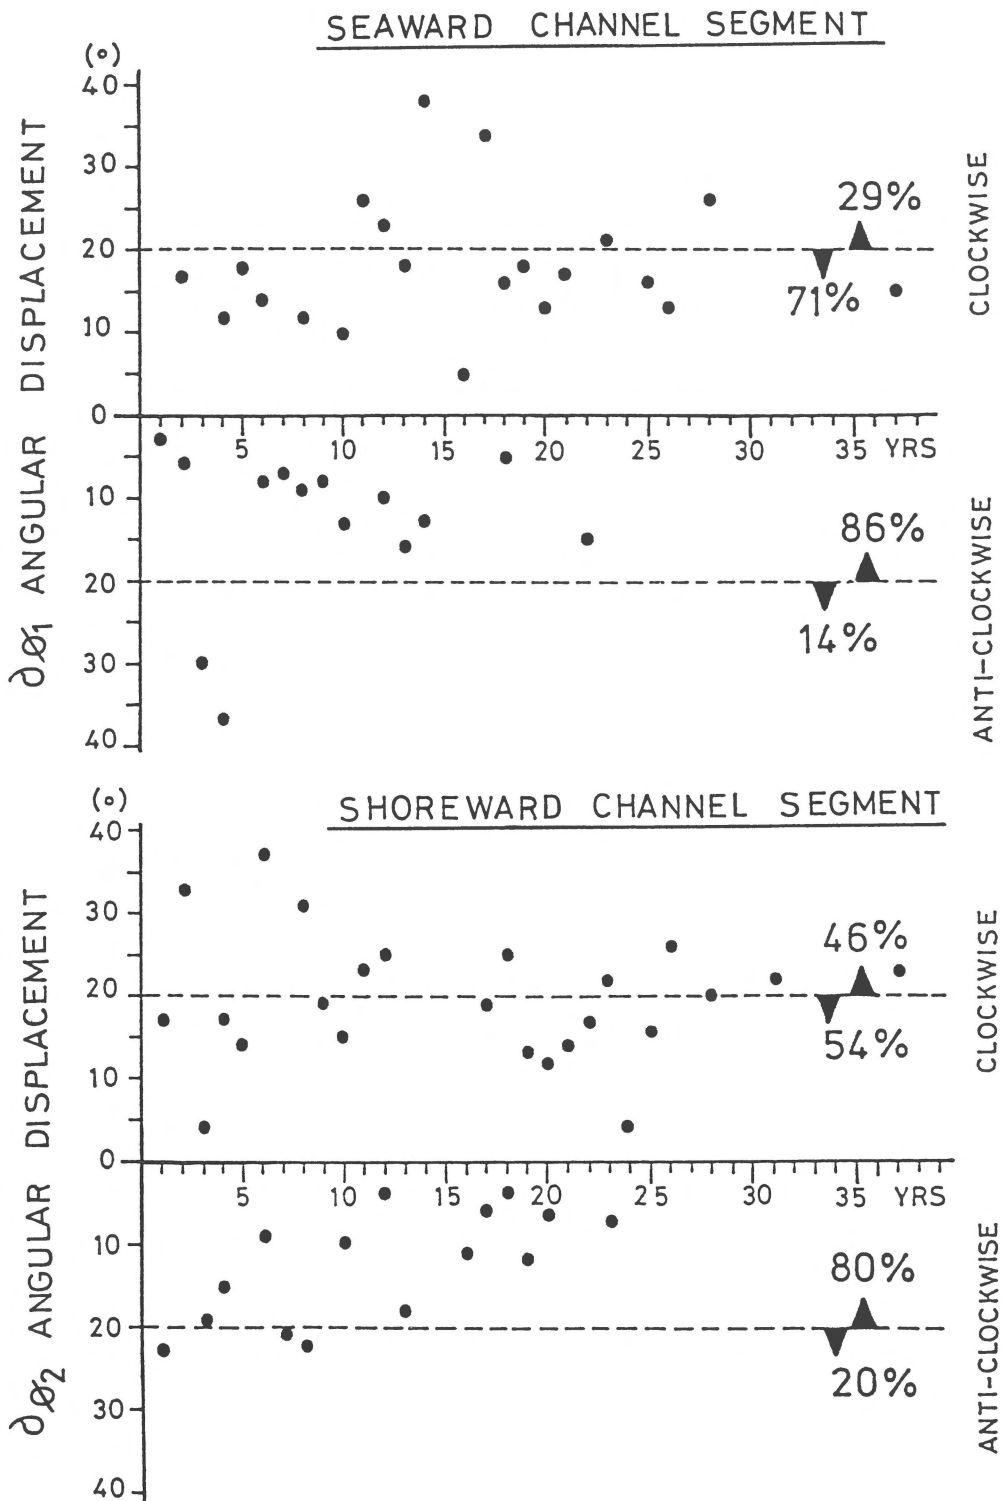 SEAWARD CHANNEL SEGMENT
(o)
40
30
20
10
0
10
20
30
40
∂Ø1 ANGULAR DISPLACEMENT
5 10 15 20 25 30 35 YRS
29%
71%
86%
14%
CLOCKWISE
ANTI-CLOCKWISE
SHOREWARD CHANNEL SEGMENT
(o)
40
30
20
10
0
10
20
30
40
∂Ø2 ANGULAR DISPLACEMENT
5 10 15 20 25 30 35 YRS
46%
54%
80%
20%
CLOCKWISE
ANTI-CLOCKWISE